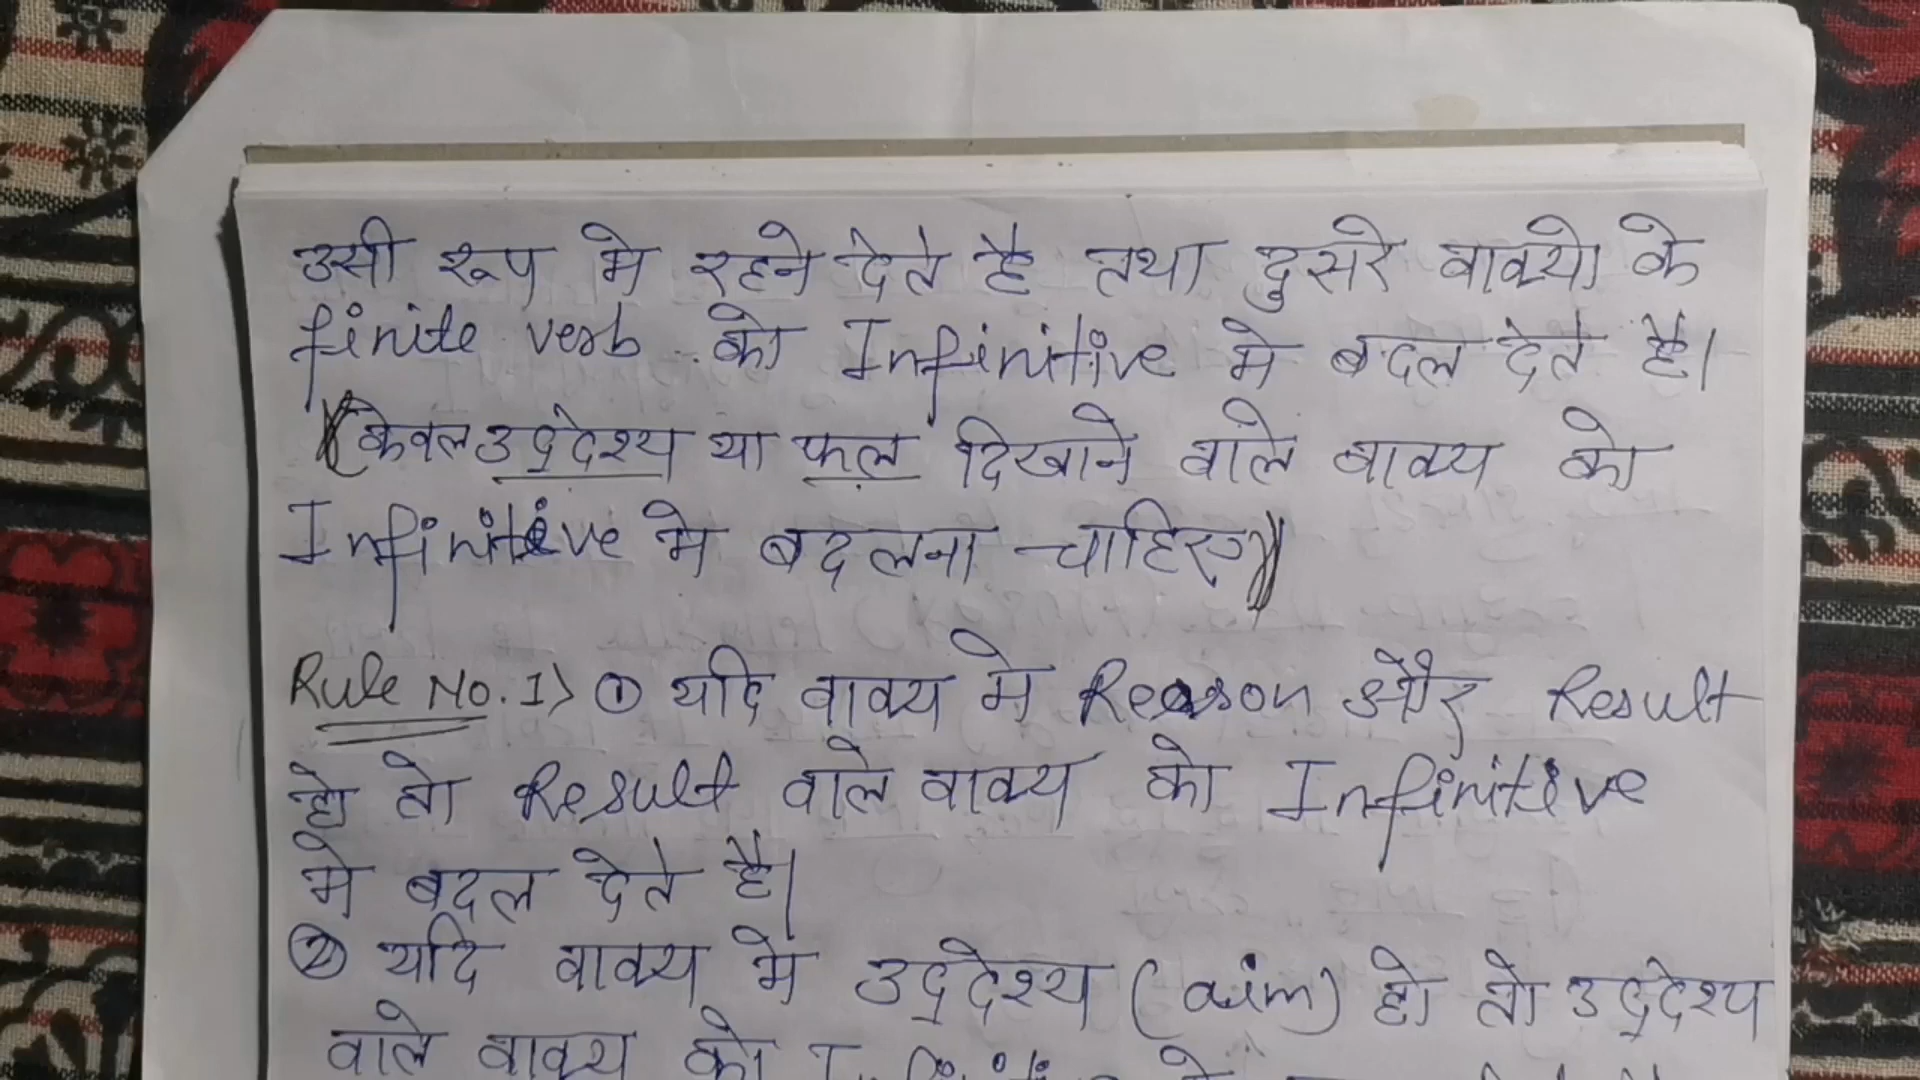 उसी रूप मे रहने देते है तथा दुसरे वाक्यो के
finite verb को Infinitive मे बदल देते है।
(केवल उद्देश्य या फल दिखाने वाले वाक्य को
Infinitive मे बदलना चाहिए)
Rule No. 1) ① यदि वाक्य मे Reason और Result
हो तो Result वाले वाक्य को Infinitive
मे बदल देते है।
② यदि वाक्य मे उद्देश्य (aim) हो तो उद्देश्य
वाले वाक्य को